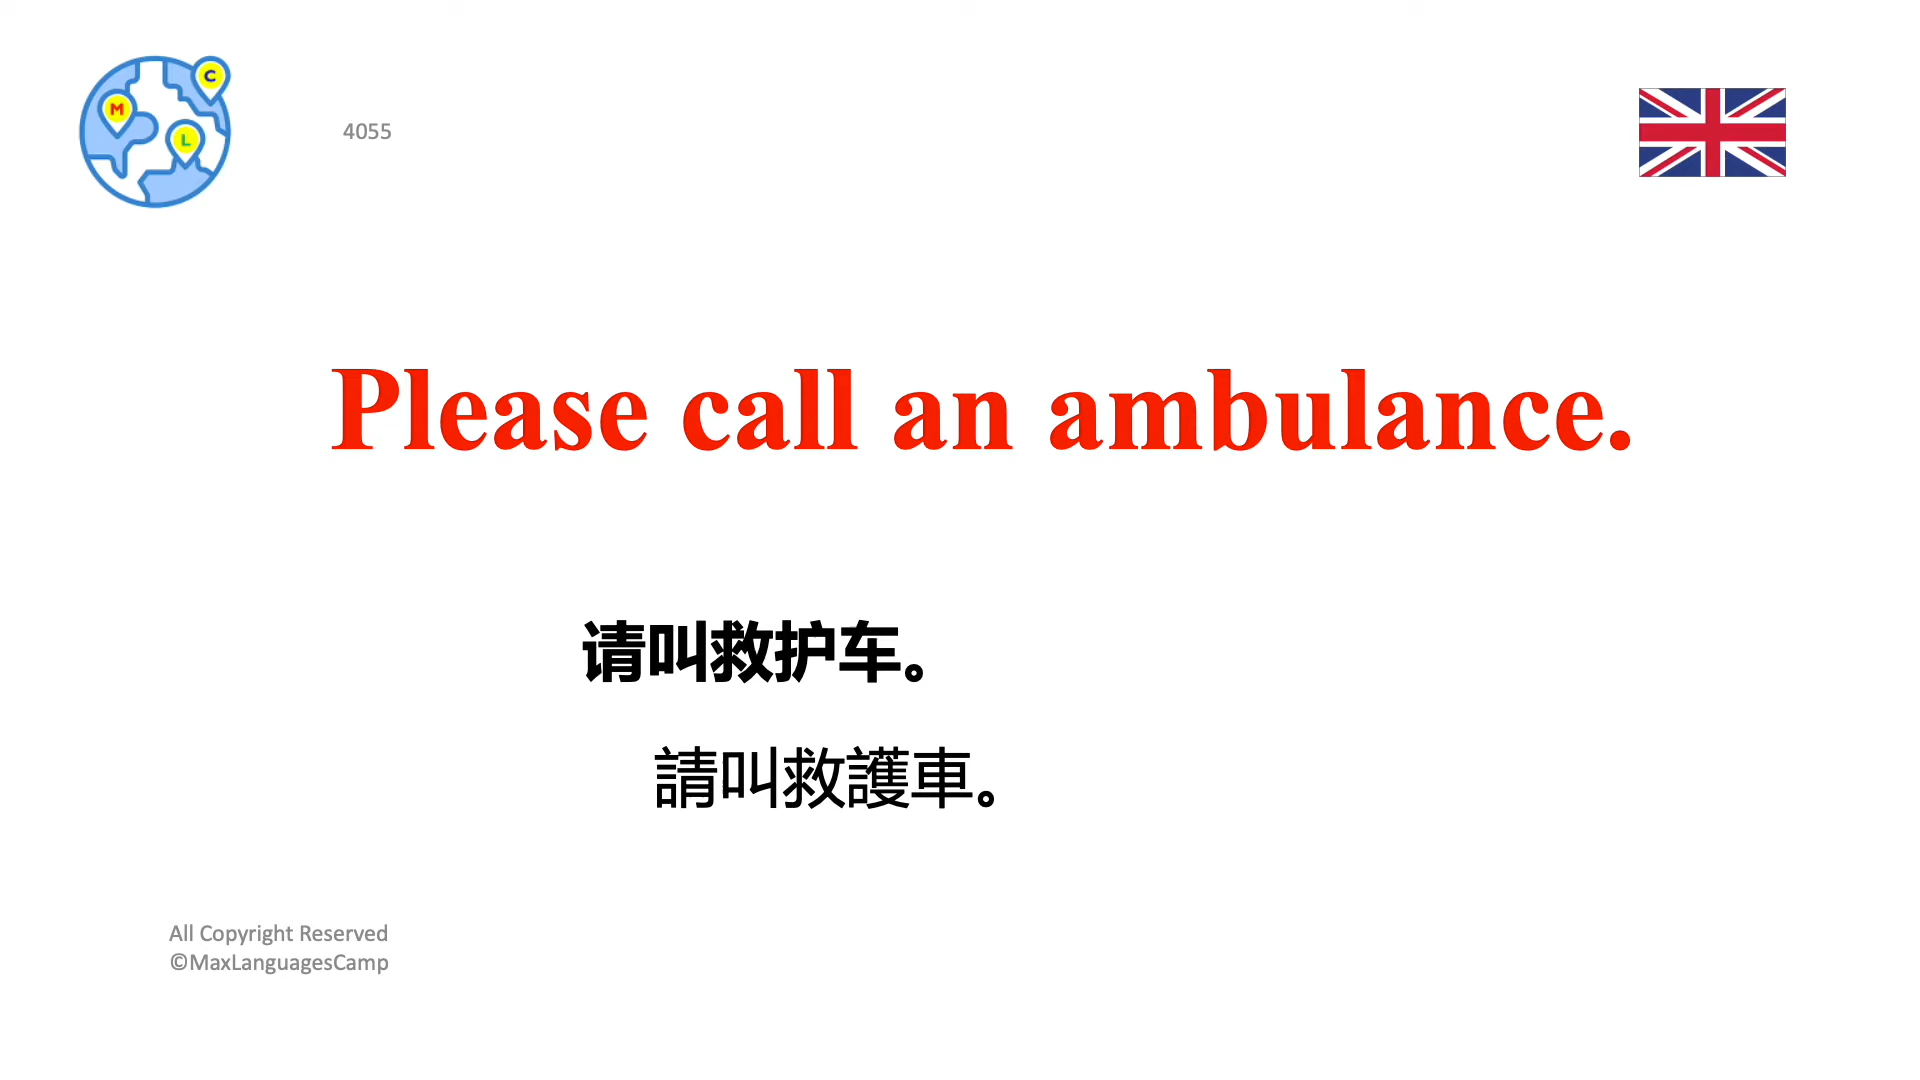 C
M
L
4055
Please call an ambulance.
请叫救护车。
請叫救護車。
All Copyright Reserved
©MaxLanguagesCamp